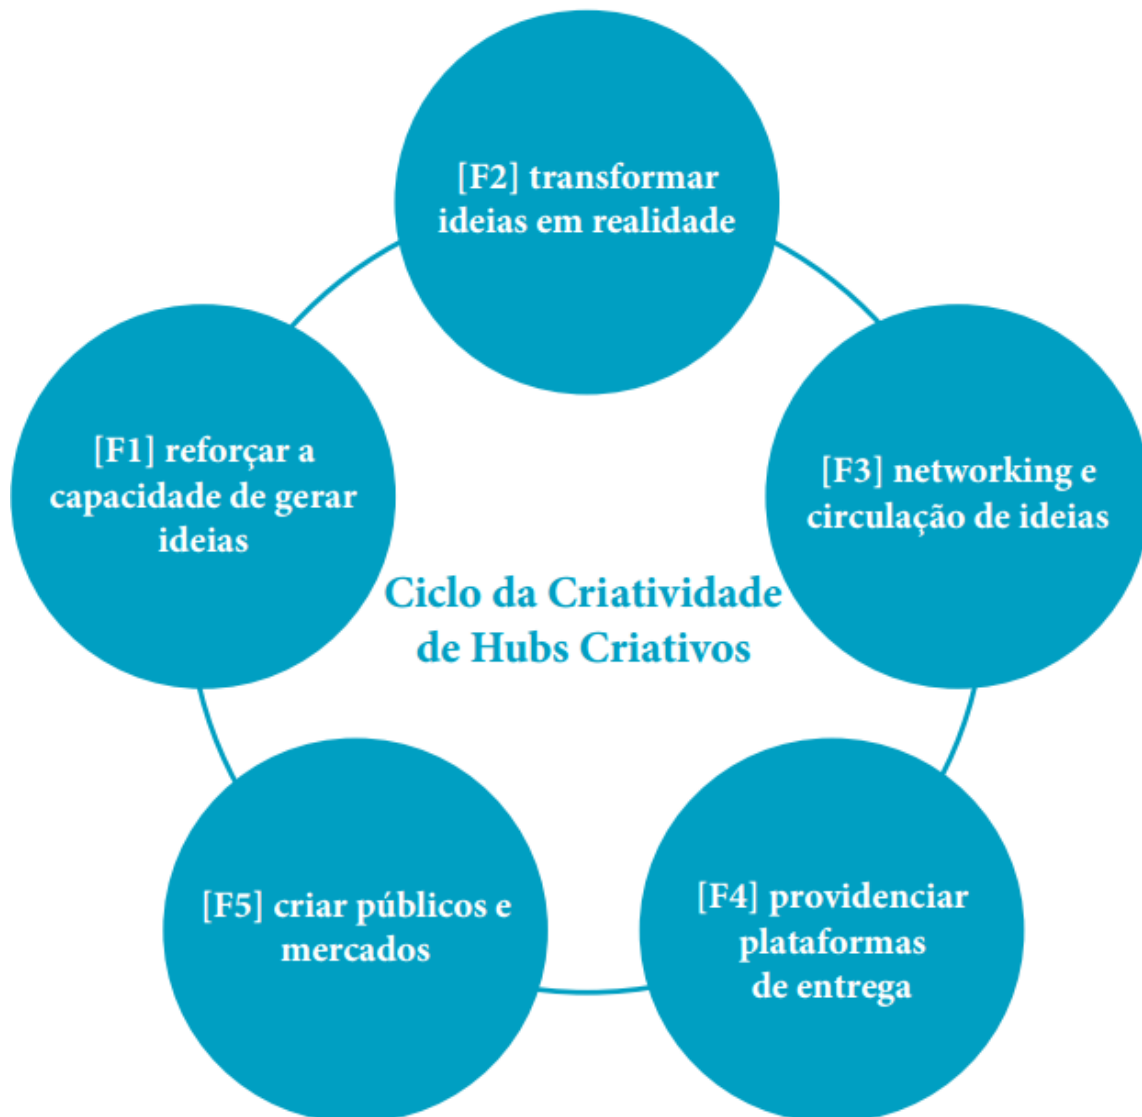 [F2] transformar
ideias em realidade
[F1] reforçar a
capacidade de gerar
ideias
[F3] networking e
circulação de ideias
Ciclo da Criatividade
de Hubs Criativos
[F5] criar públicos e
mercados
[F4] providenciar
plataformas
de entrega